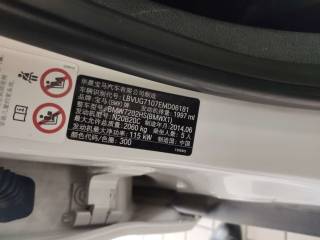 华晨宝马汽车有限公司制造
车辆识别代号: LBVUG7107EMD06181
品牌: 宝马(BMW)牌 发动机排量: 1997 ml
整车型号: BMW7202HS(BMWX1)
发动机型号: N20B20C 制造年月: 2014.06
最大允许总质量: 2060 kg 乘坐人数: 5人
发动机最大净功率: 115 kW 制造国: 中国
颜色代码/色度: 300